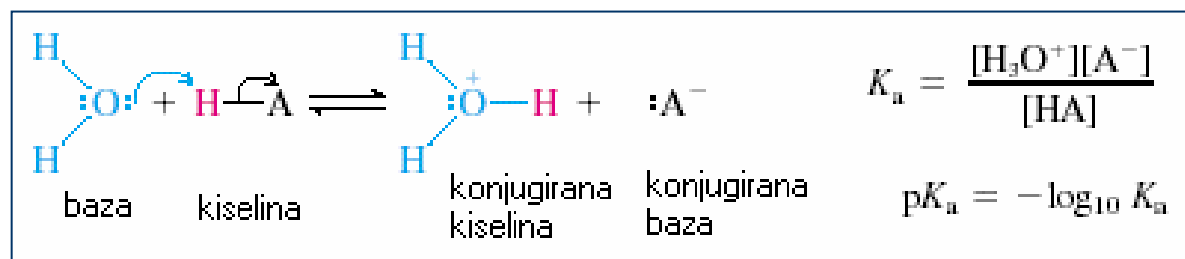 H
H
:O: + H—A ⇌ :O⁺—H + :A⁻
H
H
baza kiselina konjugirana kiselina konjugirana baza
Kₐ = [H₃O⁺][A⁻] / [HA]
pKₐ = −log₁₀ Kₐ